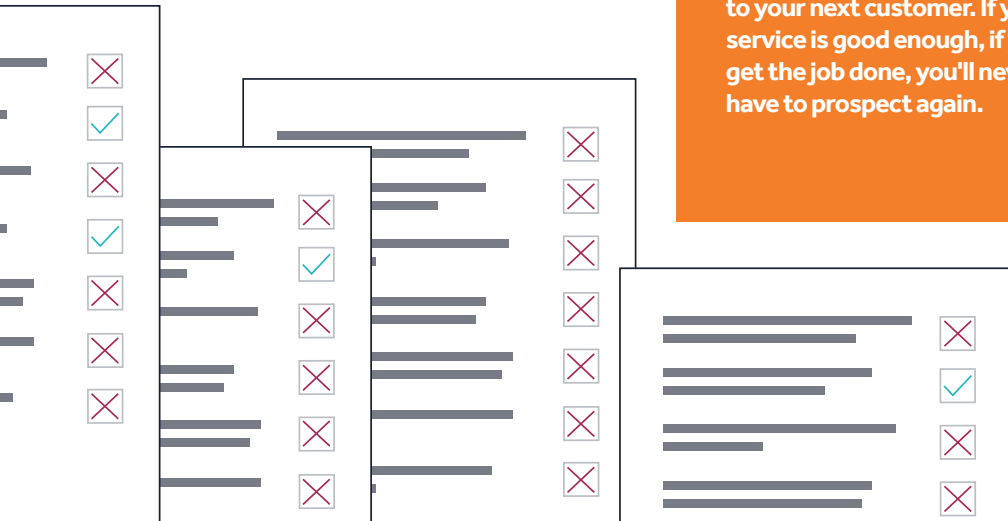 to your next customer. If y
service is good enough, if
get the job done, you'll nev
have to prospect again.